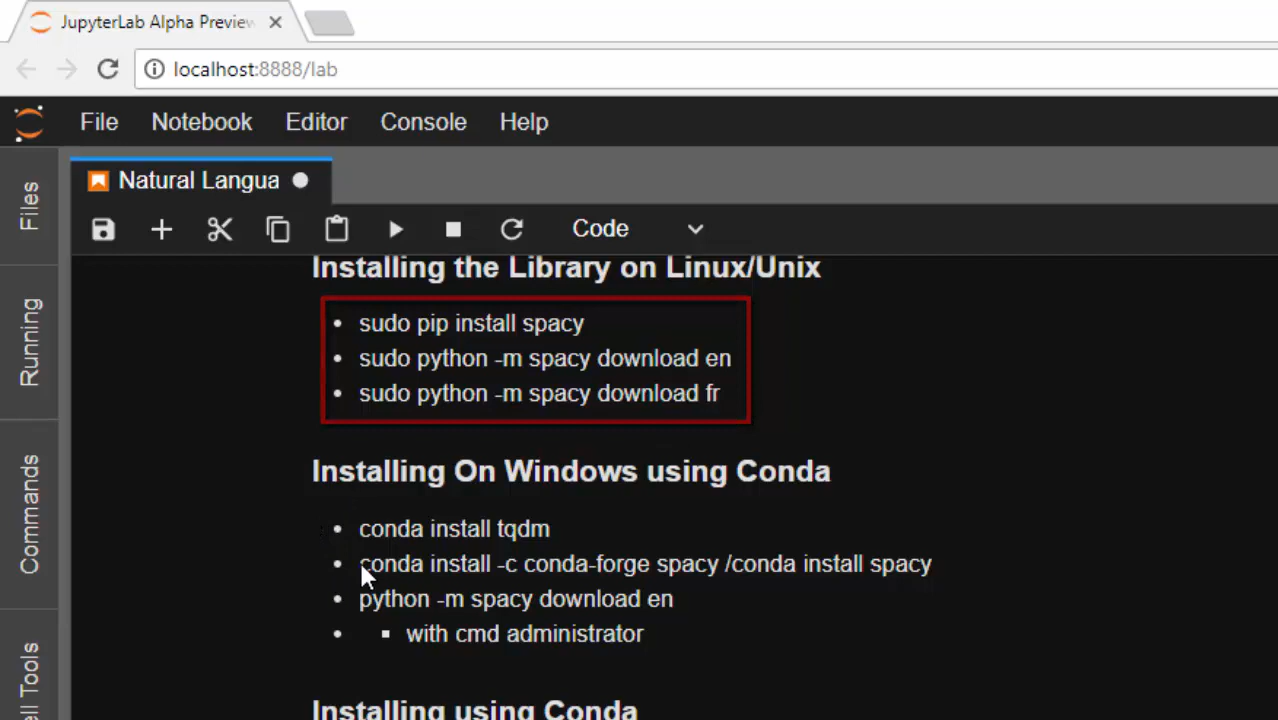 JupyterLab Alpha Preview
localhost:8888/lab
File Notebook Editor Console Help
Natural Langua
Code
Files
Running
Commands
ell Tools
Installing the Library on Linux/Unix
• sudo pip install spacy
• sudo python -m spacy download en
• sudo python -m spacy download fr
Installing On Windows using Conda
• conda install tqdm
• conda install -c conda-forge spacy /conda install spacy
• python -m spacy download en
• ▪ with cmd administrator
Installing using Conda